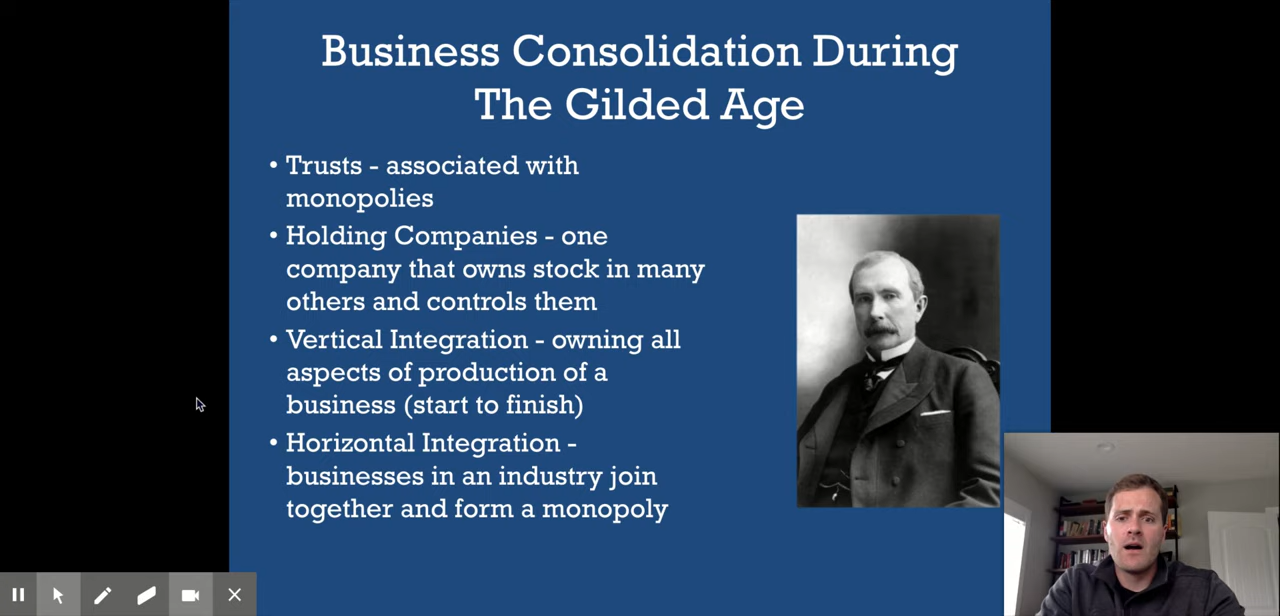 Business Consolidation During
The Gilded Age
• Trusts - associated with
monopolies
• Holding Companies - one
company that owns stock in many
others and controls them
• Vertical Integration - owning all
aspects of production of a
business (start to finish)
• Horizontal Integration -
businesses in an industry join
together and form a monopoly